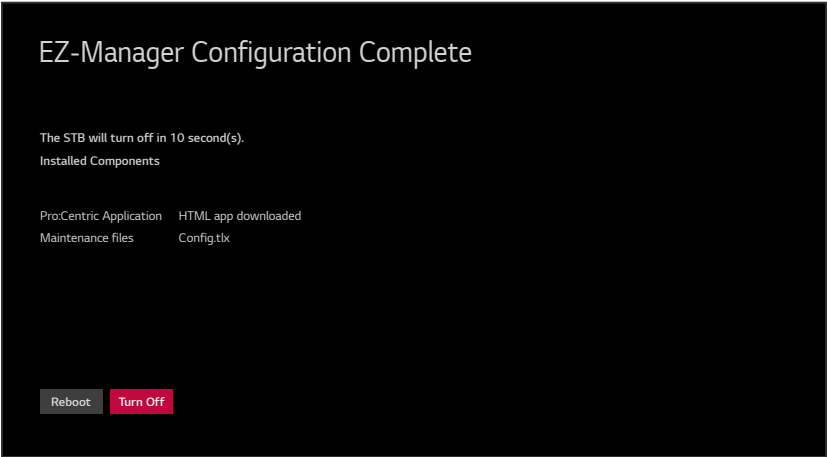 EZ-Manager Configuration Complete
The STB will turn off in 10 second(s).
Installed Components
Pro:Centric Application HTML app downloaded
Maintenance files Config.tlx
Reboot Turn Off